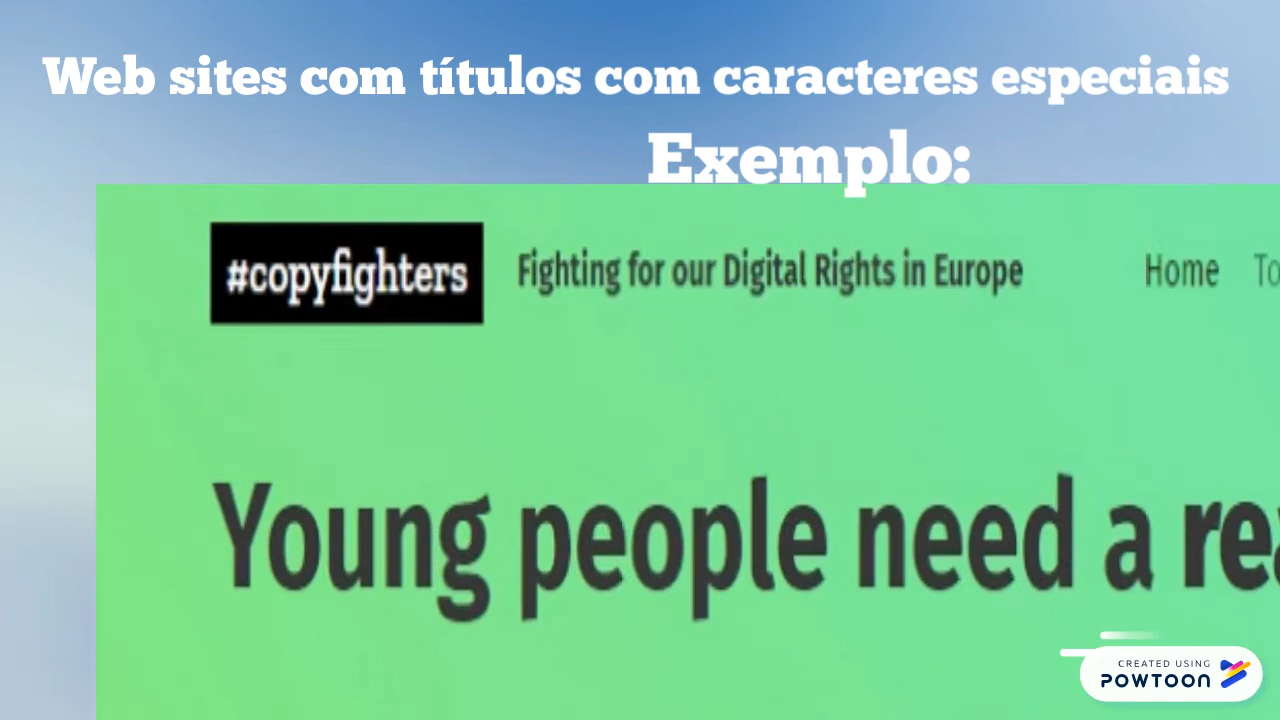 Web sites com títulos com caracteres especiais
Exemplo:
#copyfighters Fighting for our Digital Rights in Europe Home
Young people need a
CREATED USING
POWTOON